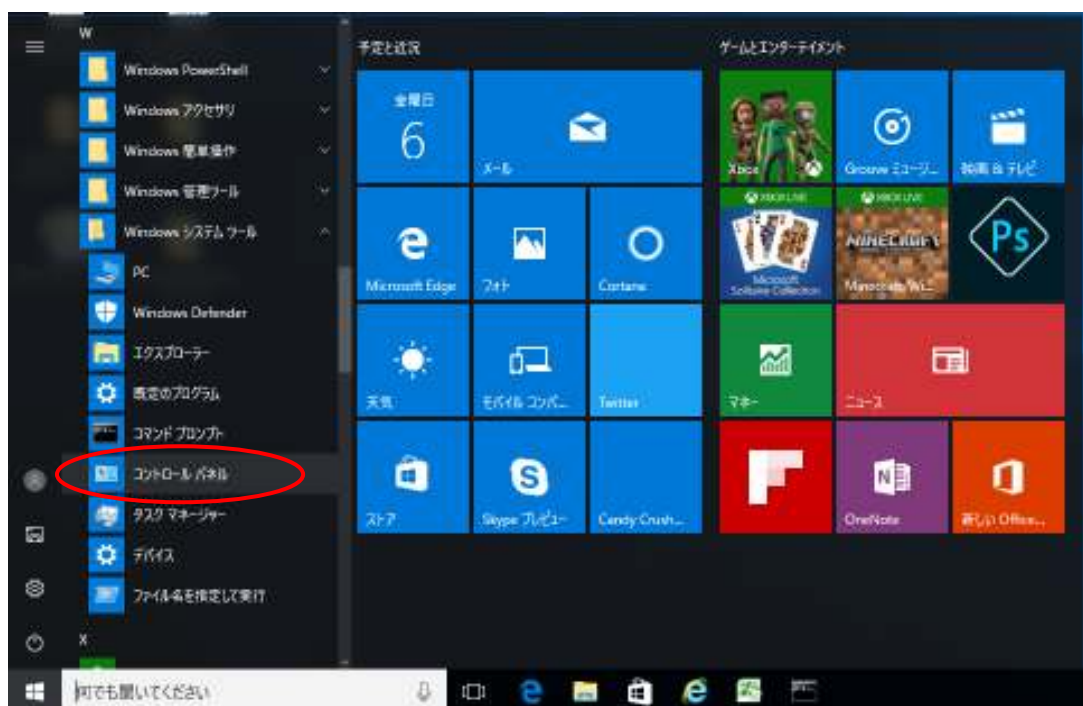 W
Windows PowerShell
Windows アクセサリ
Windows 簡単操作
Windows 管理ツール
Windows システム ツール
PC
Windows Defender
エクスプローラー
既定のプログラム
コマンド プロンプト
コントロール パネル
タスク マネージャー
デバイス
ファイル名を指定して実行
X
何でも聞いてください
予定と近況
金曜日
6
メール
Microsoft Edge
フォト
Cortana
天気
モバイル コンパ...
Twitter
ストア
Skype プレビュー
Candy Crush...
ゲームとエンターテイメント
Xbox
Groove ミュージ...
映画 & テレビ
XBOX LIVE
Microsoft
Solitaire Collection
XBOX LIVE
MINECRAFT
Minecraft: Wi...
Ps
マネー
ニュース
N
OneNote
新しい Office...